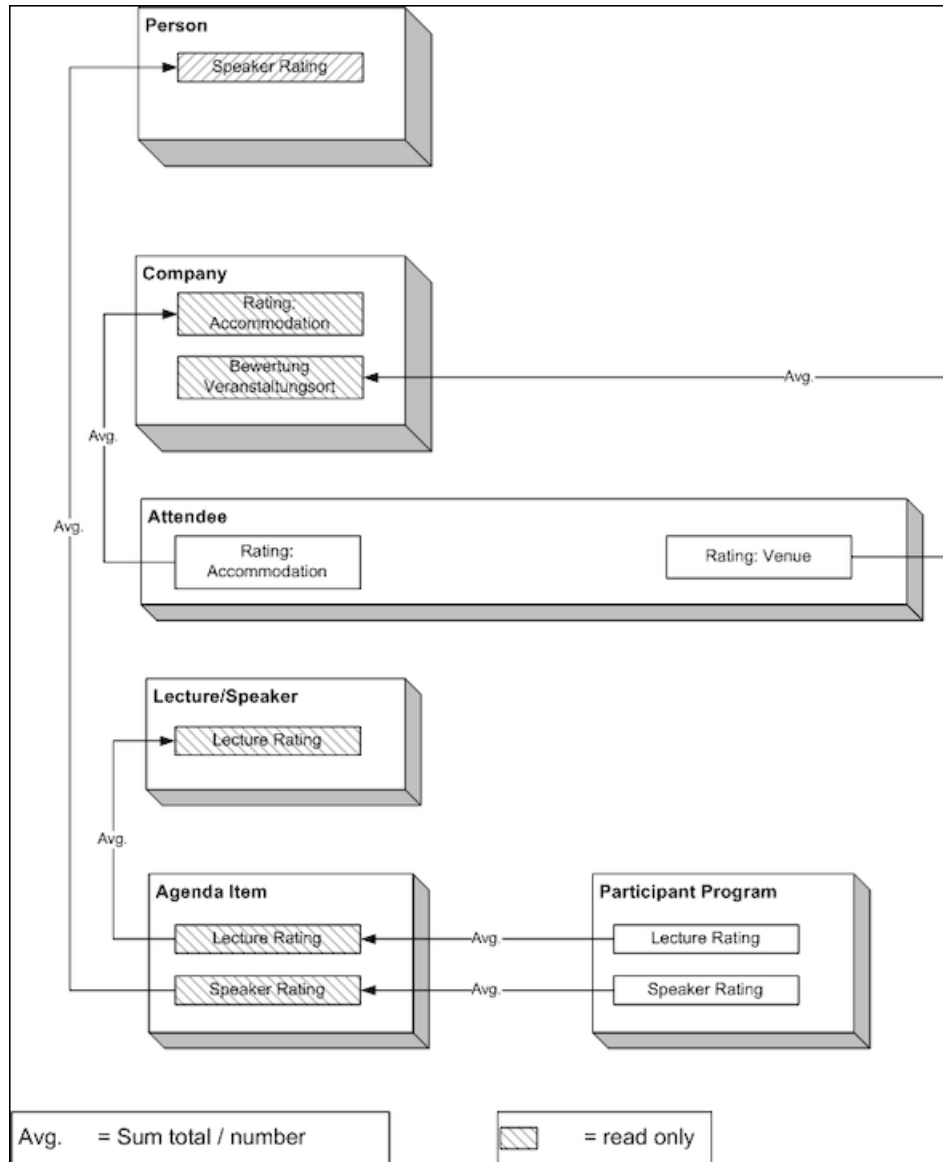 Person
Speaker Rating
Company
Rating:
Accommodation
Bewertung
Veranstaltungsort
Avg.
Avg.
Attendee
Avg.
Rating:
Accommodation
Rating: Venue
Lecture/Speaker
Lecture Rating
Avg.
Agenda Item
Participant Program
Lecture Rating
Avg.
Lecture Rating
Speaker Rating
Avg.
Speaker Rating
Avg. = Sum total / number
= read only